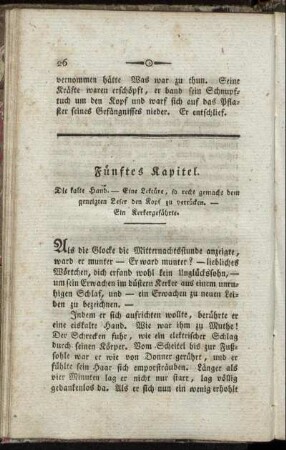 26
vernommen hätte Was war zu thun. Seine
Kräfte waren erschöpft, er band sein Schnupf-
tuch um den Kopf und warf sich auf das Pfla-
ster seines Gefängnisses nieder. Er entschlief.
Fünftes Kapitel.
Die kalte Hand. — Eine Lektüre, so recht gemacht dem
geneigten Leser den Kopf zu verrücken. —
Ein Kerkergefährte.
Als die Glocke die Mitternachtsstunde anzeigte,
ward er munter — Er ward munter? — liebliches
Wörtchen, dich erfand wohl kein Unglückssohn, —
um sein Erwachen im düstern Kerker aus einem unru-
higen Schlaf, und — ein Erwachen zu neuen Lei-
ben zu bezeichnen.
Indem er sich aufrichten wollte, berührte er
eine eiskalte Hand. Wie war ihm zu Muthe!
Der Schrecken fuhr, wie ein elektrischer Schlag
durch seinen Körper. Vom Scheitel bis zur Fuß-
sohle war er wie von Donner gerührt, und er
fühlte sein Haar sich emporsträuben. Länger als
vier Minuten lag er nicht nur starr, lag völlig
gedankenlos da. Als er sich nun ein wenig erholt